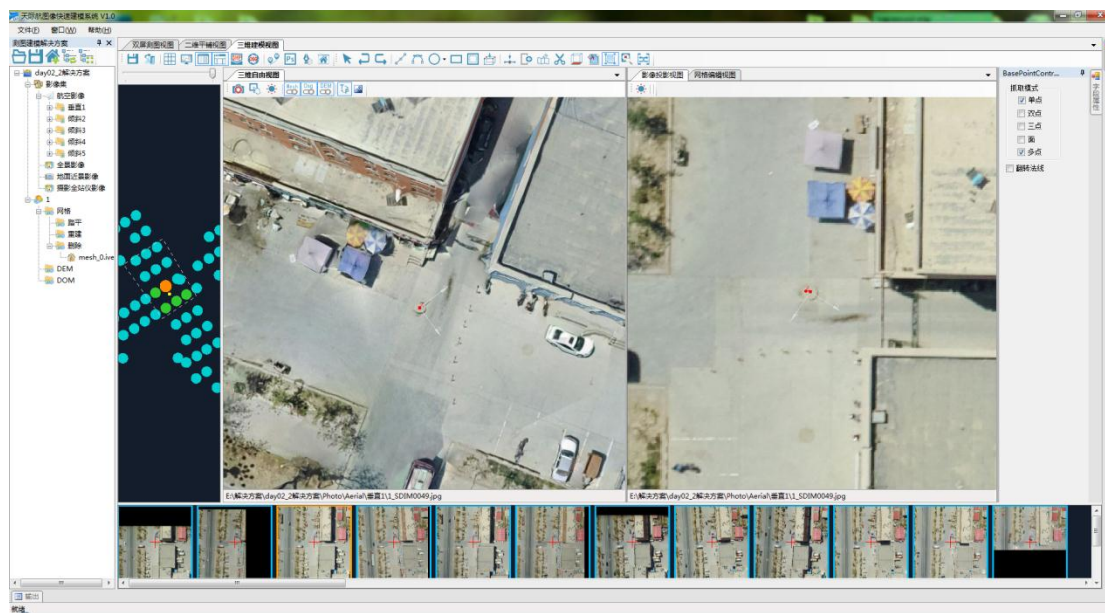 天际航图像快速建模系统 V1.0
文件(F) 窗口(W) 帮助(H)
测图建模解决方案
双屏测图视图 二维平铺视图 三维建模视图
day02_2解决方案
影像集
航空影像
垂直1
倾斜2
倾斜3
倾斜4
倾斜5
全景影像
地面近景影像
摄影全站仪影像
1
网格
踏平
重建
删除
mesh_0.ive
DEM
DOM
三维自由视图
影像投影视图 网格编辑视图
BasePointContr...
抓取模式
单点
双点
三点
面
多点
翻转法线
字段属性
E:\解决方案\day02_2解决方案\Photo\Aerial\垂直1\1_SDIM0049.jpg
E:\解决方案\day02_2解决方案\Photo\Aerial\垂直1\1_SDIM0049.jpg
输出
就绪